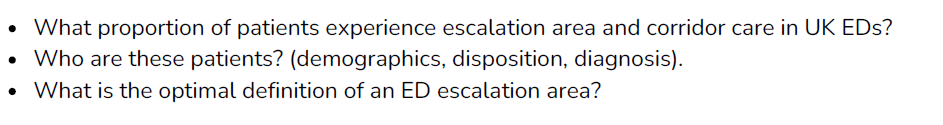 • What proportion of patients experience escalation area and corridor care in UK EDs?
• Who are these patients? (demographics, disposition, diagnosis).
• What is the optimal definition of an ED escalation area?